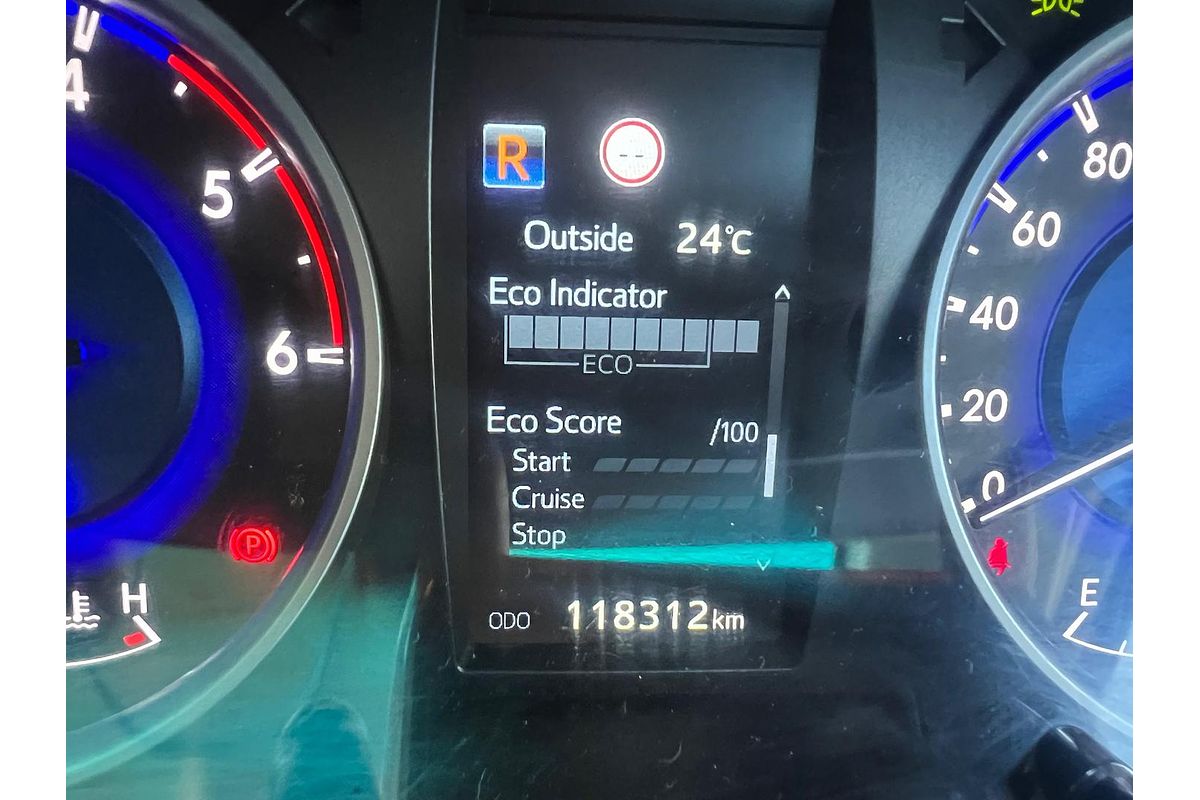 4
5
6
H
P
R
--
Outside 24°C
Eco Indicator
ECO
Eco Score /100
Start
Cruise
Stop
ODO 118312km
80
60
40
20
0
E